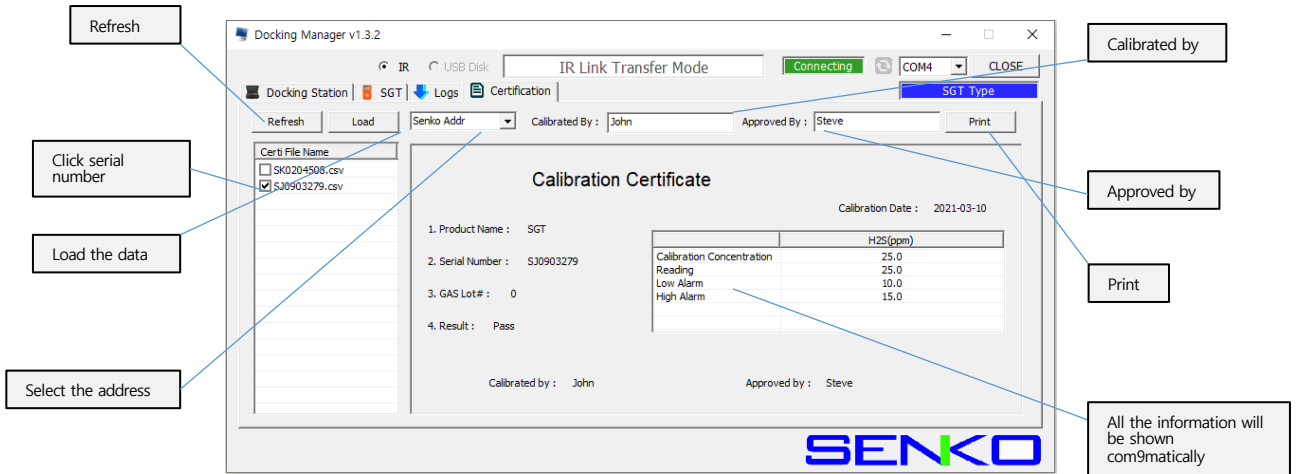 Refresh
Click serial
number
Load the data
Select the address
Docking Manager v1.3.2
IR USB Disk IR Link Transfer Mode Connecting COM4 CLOSE
Docking Station SGT Logs Certification SGT Type
Refresh Load Senko Addr Calibrated By : John Approved By : Steve Print
Certi File Name
SK0204508.csv
SJ0903279.csv
Calibration Certificate
Calibration Date : 2021-03-10
1. Product Name : SGT
2. Serial Number : SJ0903279
3. GAS Lot# : 0
4. Result : Pass
H2S(ppm)
Calibration Concentration 25.0
Reading 25.0
Low Alarm 10.0
High Alarm 15.0
Calibrated by : John Approved by : Steve
SENKO
Calibrated by
Approved by
Print
All the information will
be shown
com9matically